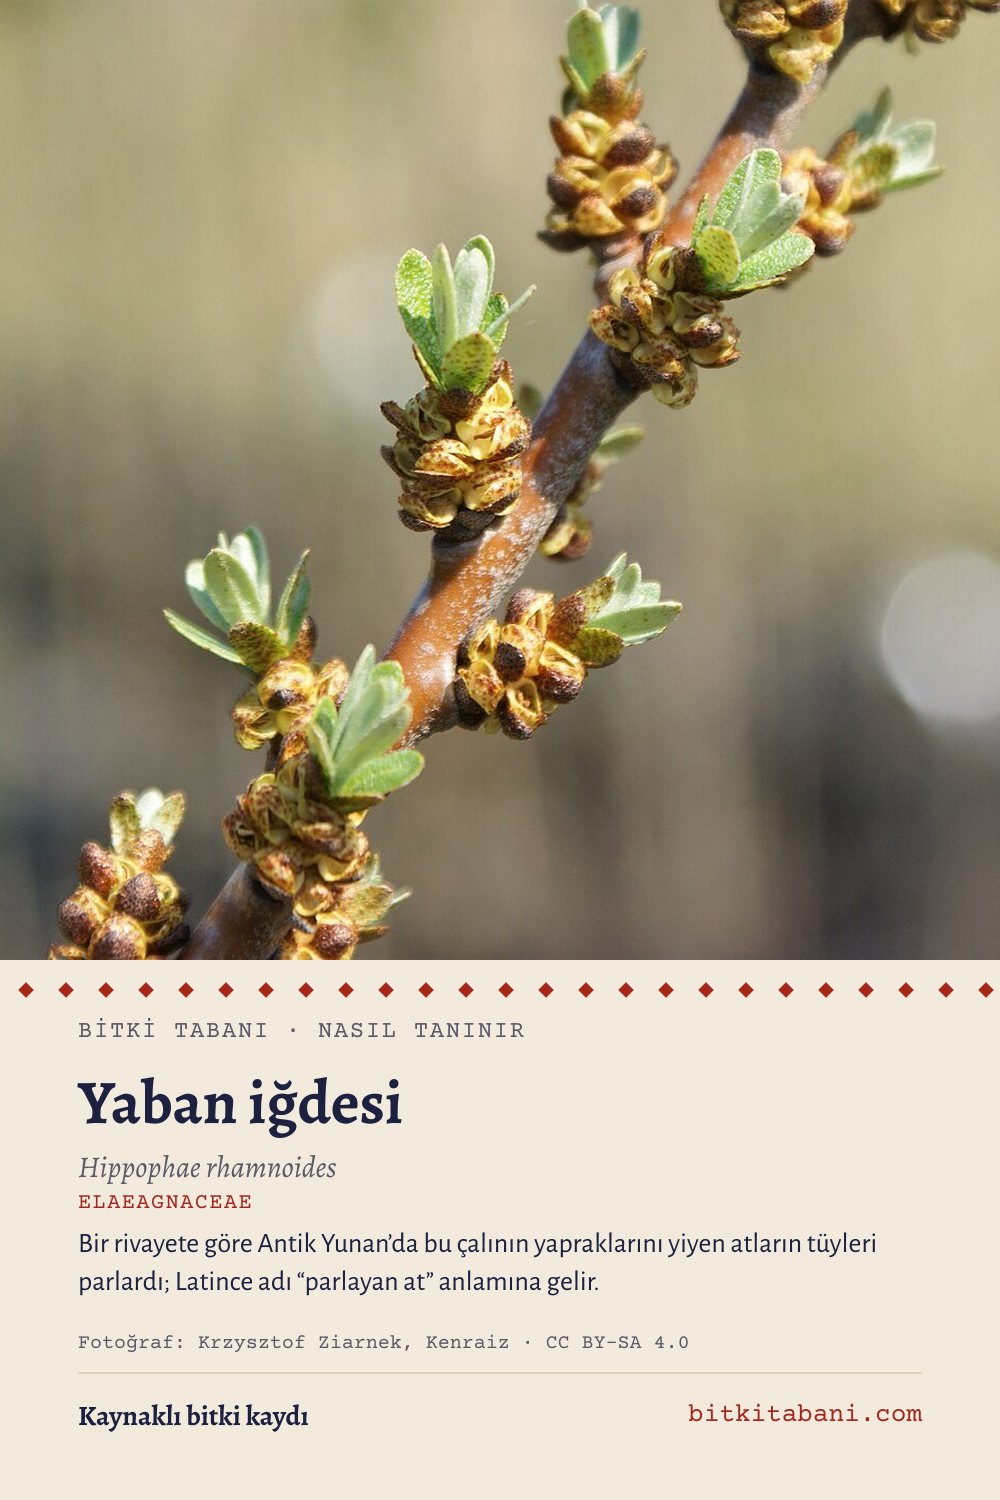 BİTKİ TABANI · NASIL TANINIR
Yaban iğdesi
Hippophae rhamnoides
ELAEAGNACEAE
Bir rivayete göre Antik Yunan’da bu çalının yapraklarını yiyen atların tüyleri
parlardı; Latince adı “parlayan at” anlamına gelir.
Fotoğraf: Krzysztof Ziarnek, Kenraiz · CC BY-SA 4.0
Kaynaklı bitki kaydı
bitkitabani.com